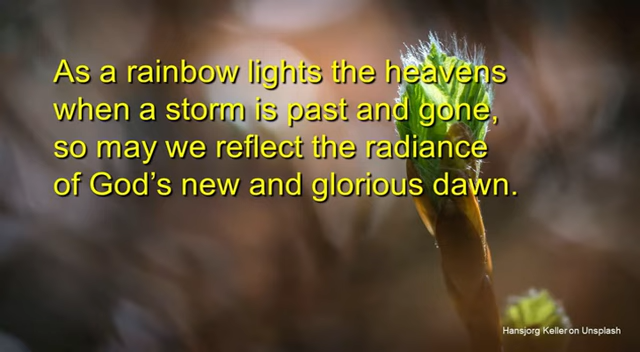 As a rainbow lights the heavens
when a storm is past and gone,
so may we reflect the radiance
of God’s new and glorious dawn.
Hansjorg Keller on Unsplash